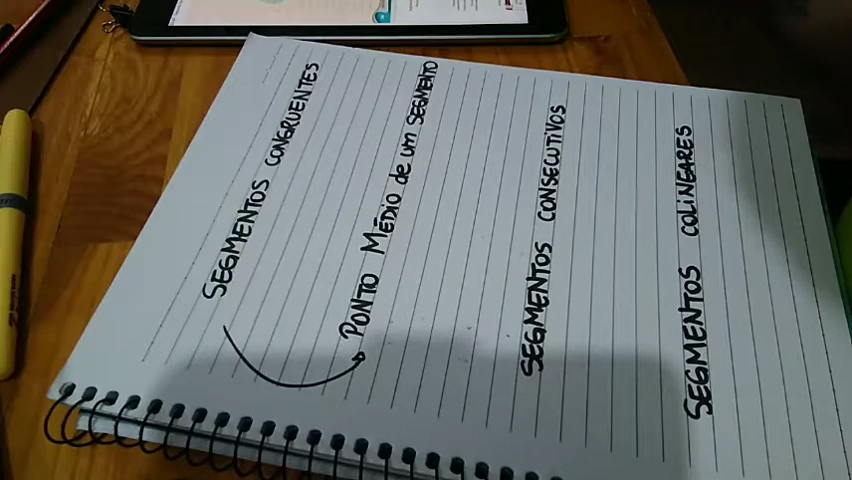 SEGMENTOS CONGRUENTES
PONTO MÉDIO de um SEGMENTO
SEGMENTOS CONSECUTIVOS
SEGMENTOS COLINEARES